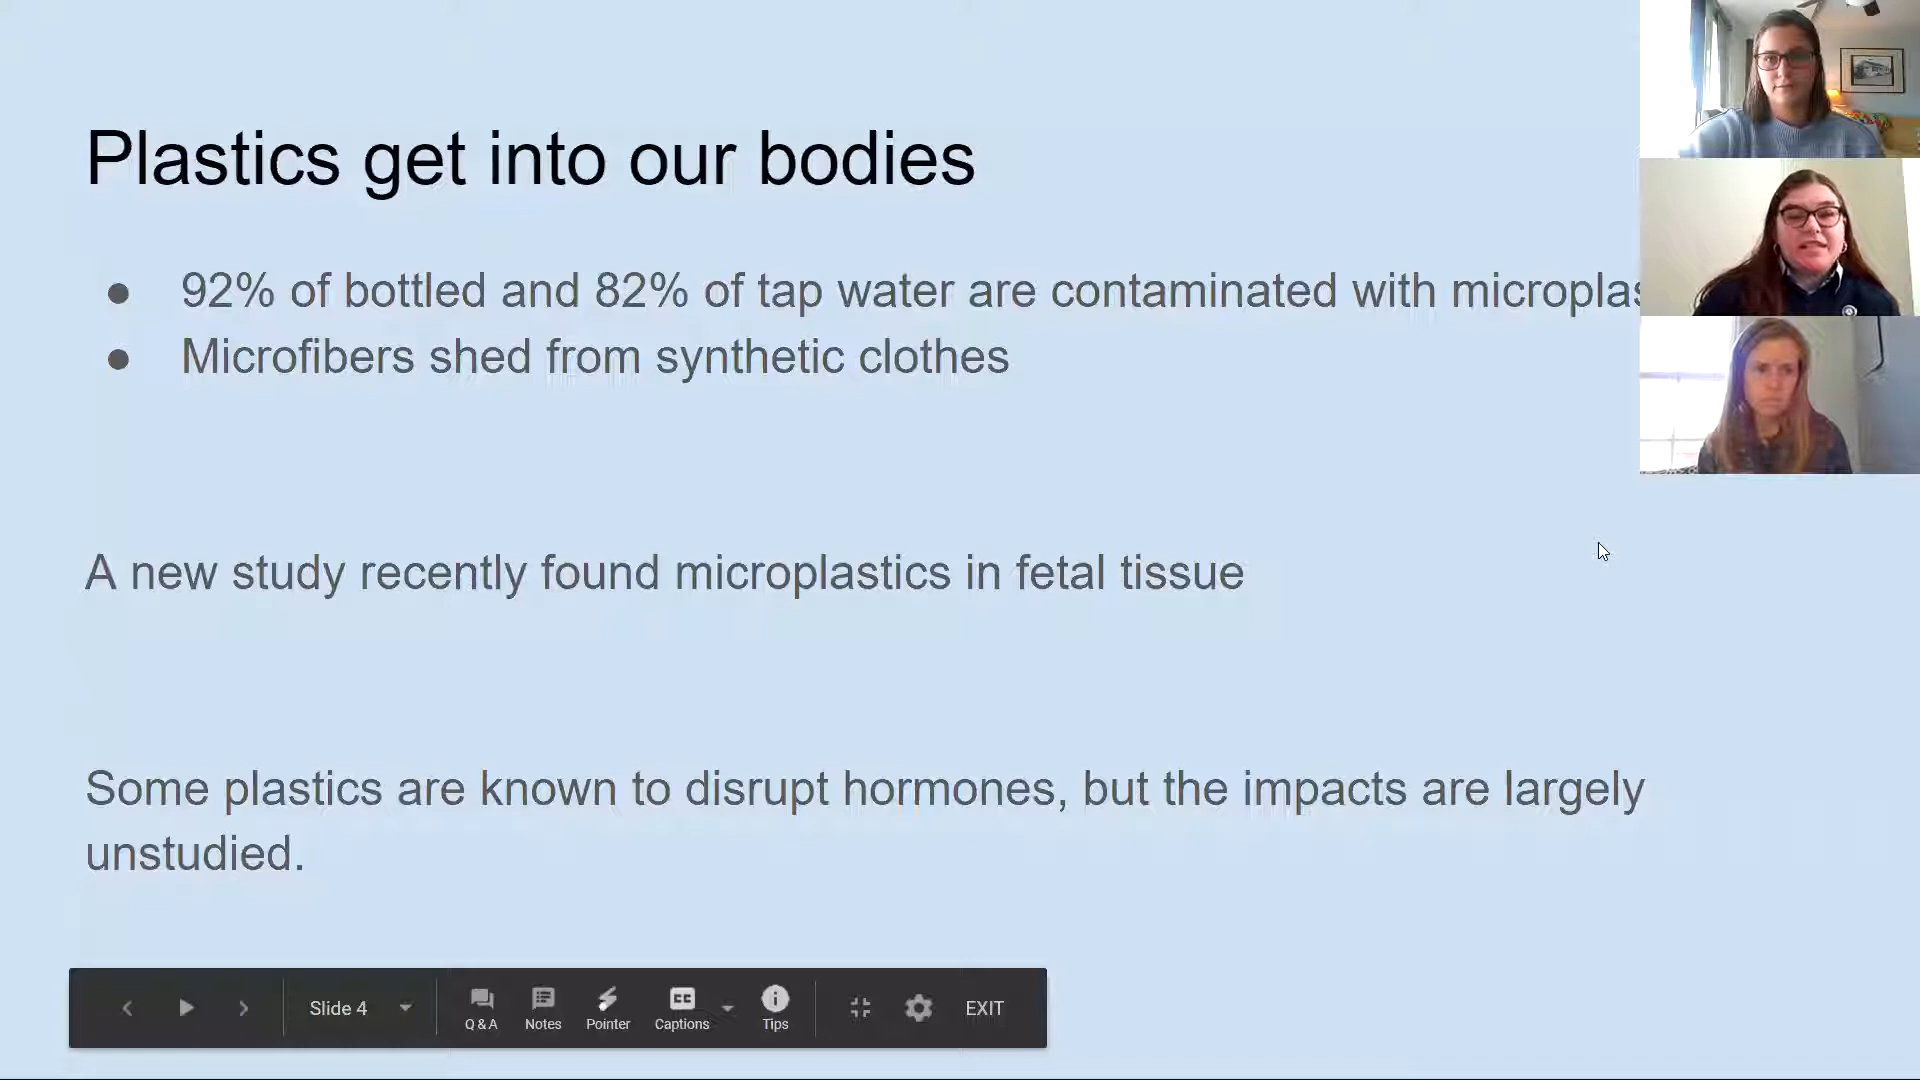 Plastics get into our bodies
● 92% of bottled and 82% of tap water are contaminated with
● Microfibers shed from synthetic clothes
A new study recently found microplastics in fetal tissue
Some plastics are known to disrupt hormones, but the impacts are largely
unstudied.
Slide 4
Q & A
Notes
Pointer
CC
Captions
Tips
EXIT